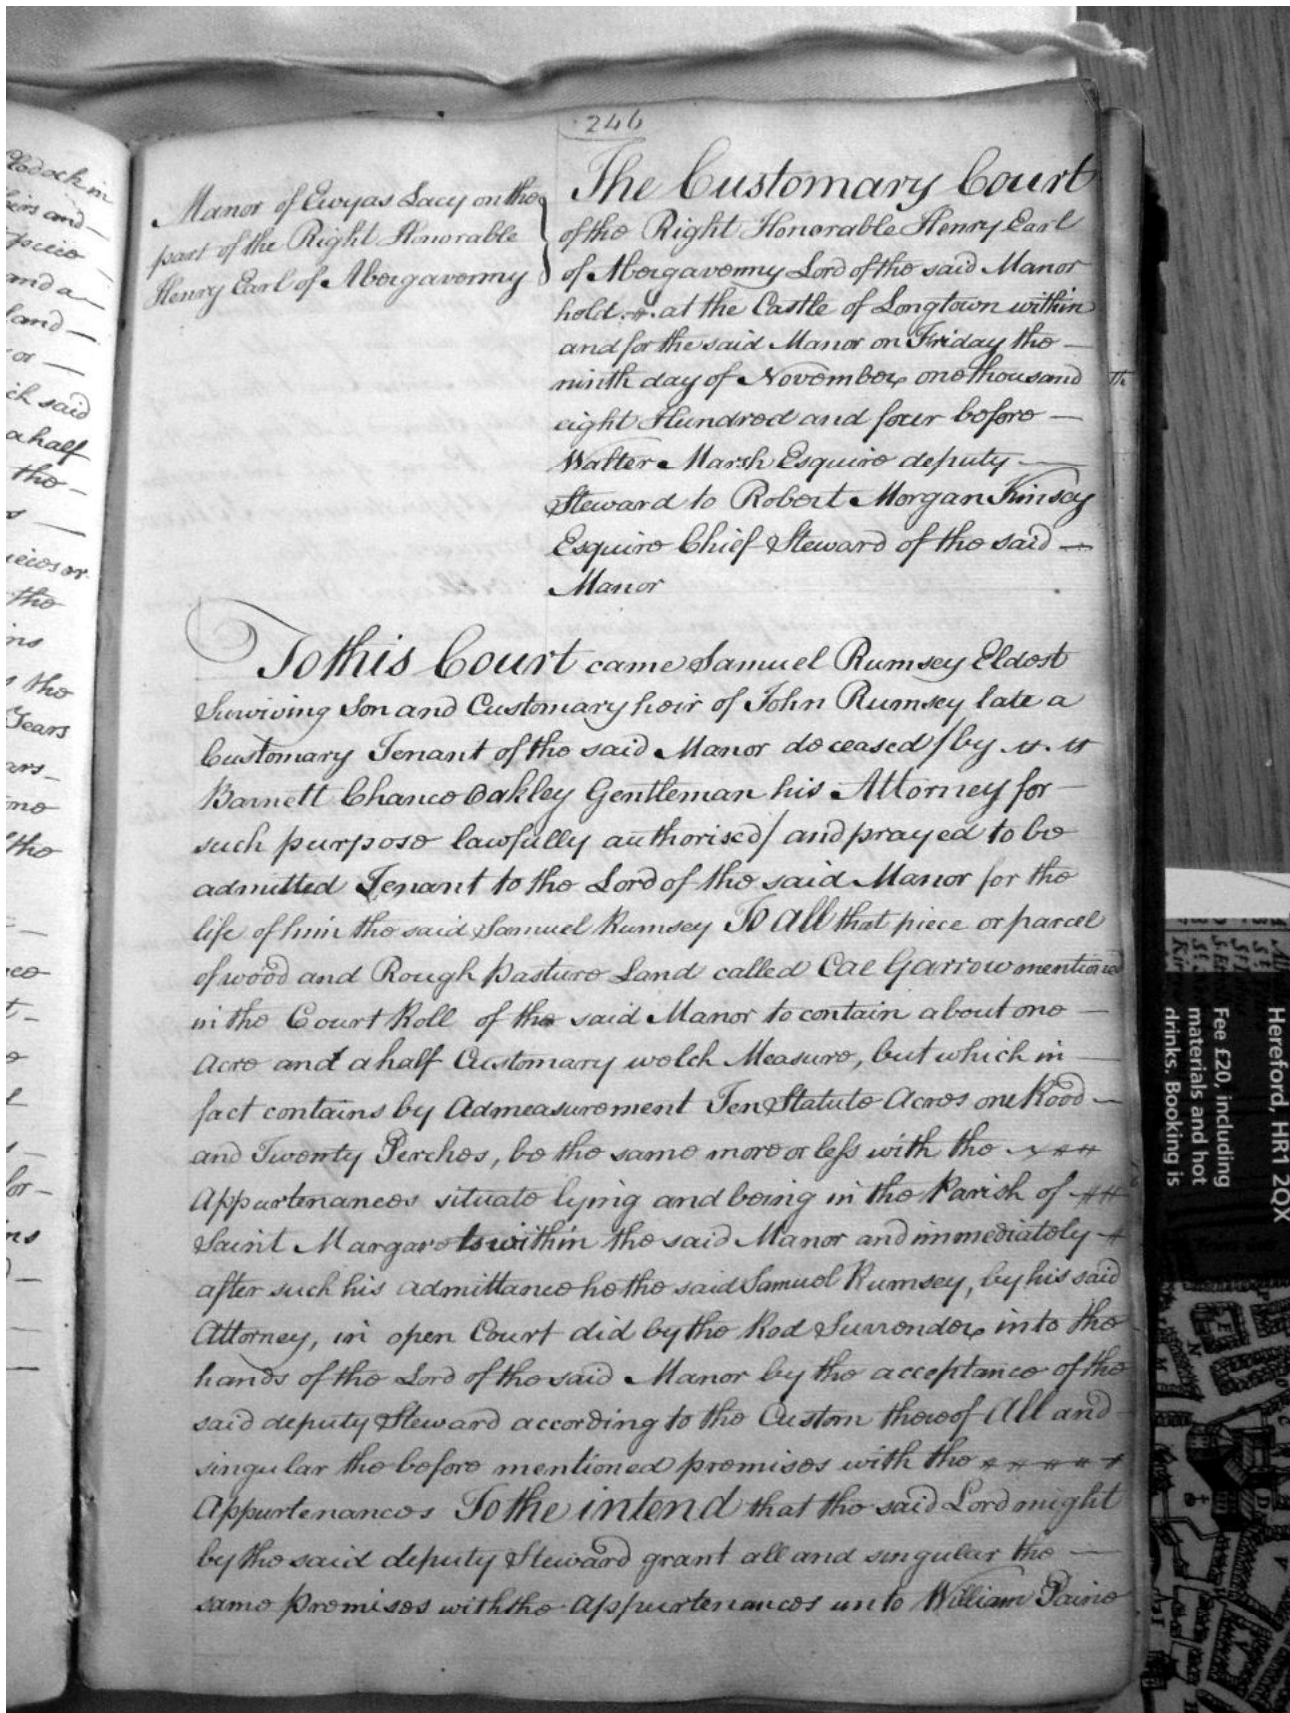 246
Manor of Ewyas Lacy on the
part of the Right Honorable
Henry Earl of Abergavenny
The Customary Court
of the Right Honorable Henry Earl
of Abergavenny Lord of the said Manor
hold at the Castle of Longtown within
and for the said Manor on Friday the —
ninth day of November one thousand
eight Hundred and four before —
Walter Marsh Esquire deputy —
Steward to Robert Morgan Kinsey
Esquire Chief Steward of the said —
Manor
To this Court came Samuel Rumsey Eldest
Surviving Son and Customary heir of John Rumsey late a
Customary Tenant of the said Manor deceased / by
Barnett Chance Oakley Gentleman his Attorney for —
such purpose lawfully authorised / and prayed to be
admitted Tenant to the Lord of the said Manor for the
life of him the said Samuel Rumsey To all that piece or parcel
of wood and Rough Pasture Land called Cae Garrow mentioned
in the Court Roll of the said Manor to contain about one —
Acre and a half Customary welch Measure, but which in —
fact contains by Admeasurement Ten Statute Acres one Rood —
and Twenty Perches, be the same more or less with the
Appurtenances situate lying and being in the Parish of
Saint Margarets within the said Manor and immediately
after such his admittance he the said Samuel Rumsey, by his said
Attorney, in open Court did by the Rod Surrender into the
hands of the Lord of the said Manor by the acceptance of the
said deputy Steward according to the Custom thereof All and
singular the before mentioned premises with the
Appurtenances To the intend that the said Lord might
by the said deputy Steward grant all and singular the —
same premises with the Appurtenances unto William Paine
Hereford, HR1 2QX
Fee £20, including
materials and hot
drinks. Booking is